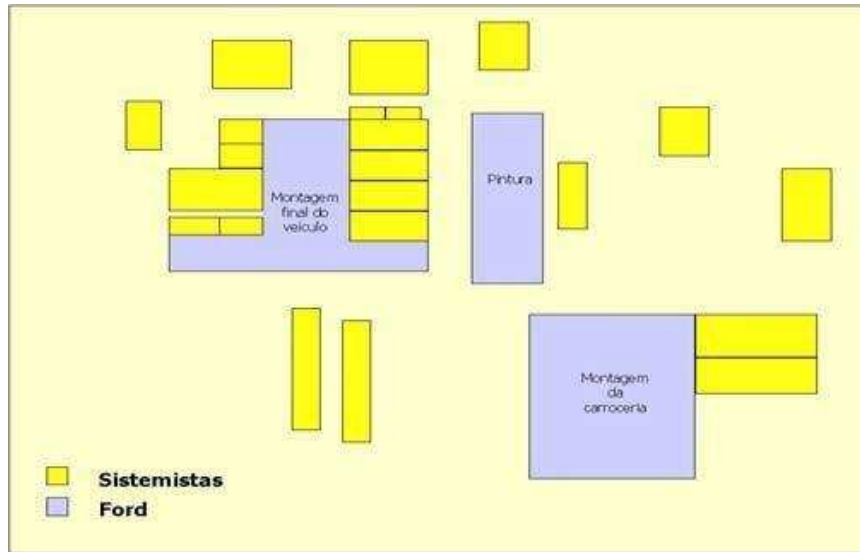 Montagem
final do
veículo
Pintura
Montagem
da
carroceria
Sistemistas
Ford